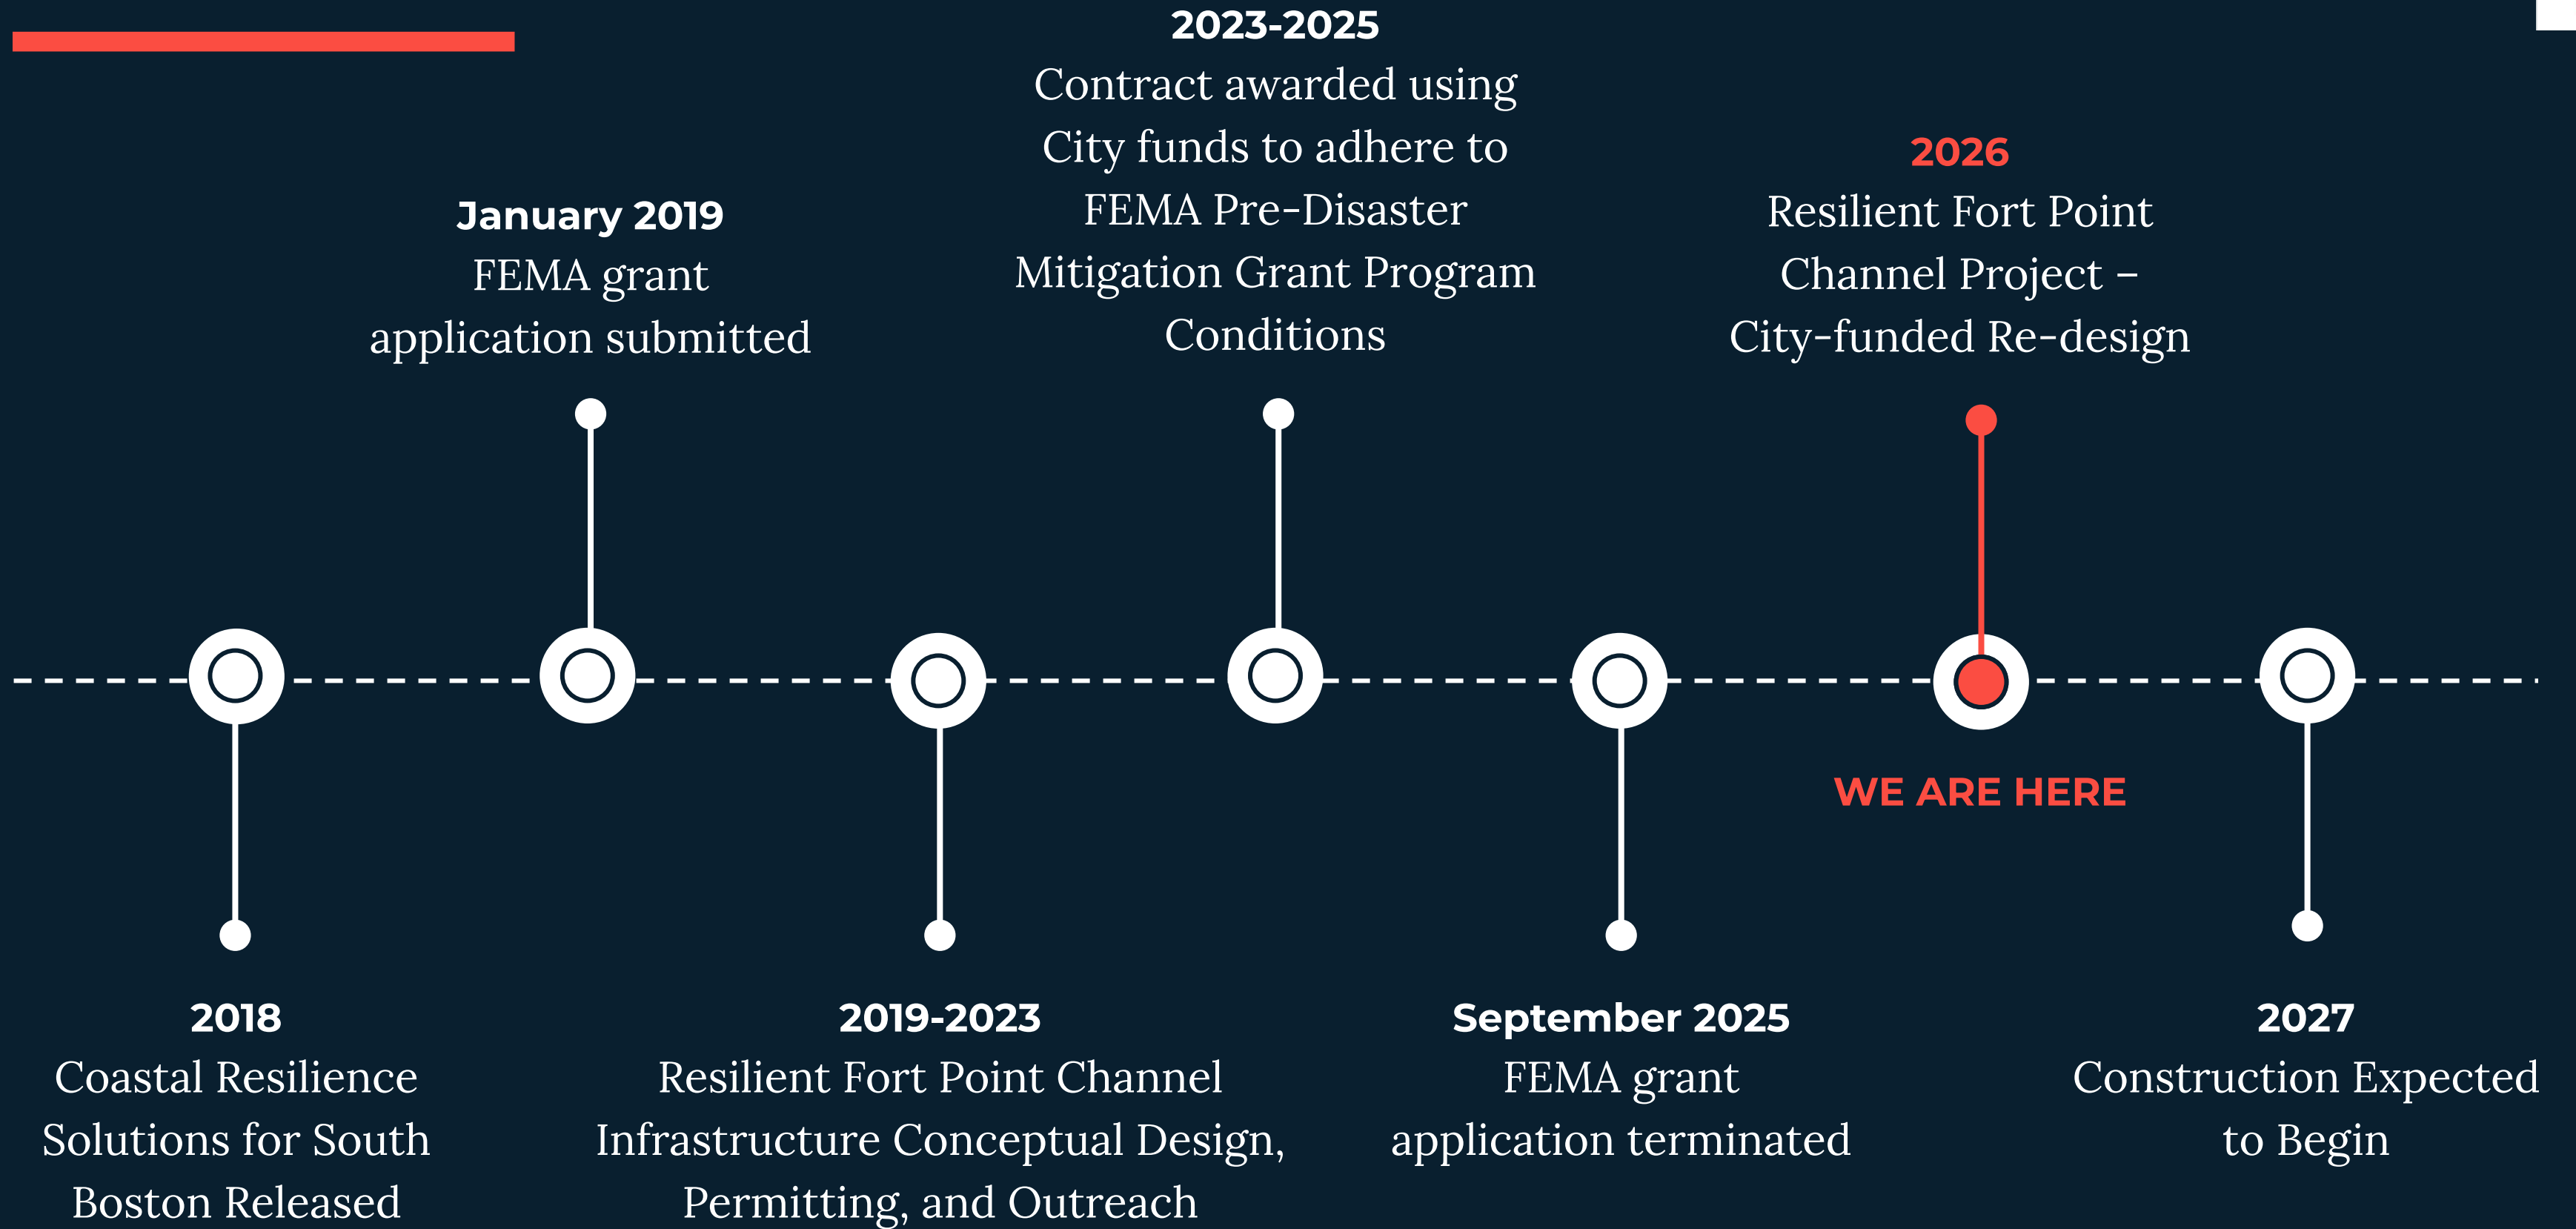 2018
Coastal Resilience
Solutions for South
Boston Released
January 2019
FEMA grant
application submitted
2019-2023
Resilient Fort Point Channel
Infrastructure Conceptual Design,
Permitting, and Outreach
2023-2025
Contract awarded using
City funds to adhere to
FEMA Pre-Disaster
Mitigation Grant Program
Conditions
September 2025
FEMA grant
application terminated
2026
Resilient Fort Point
Channel Project –
City-funded Re-design
WE ARE HERE
2027
Construction Expected
to Begin